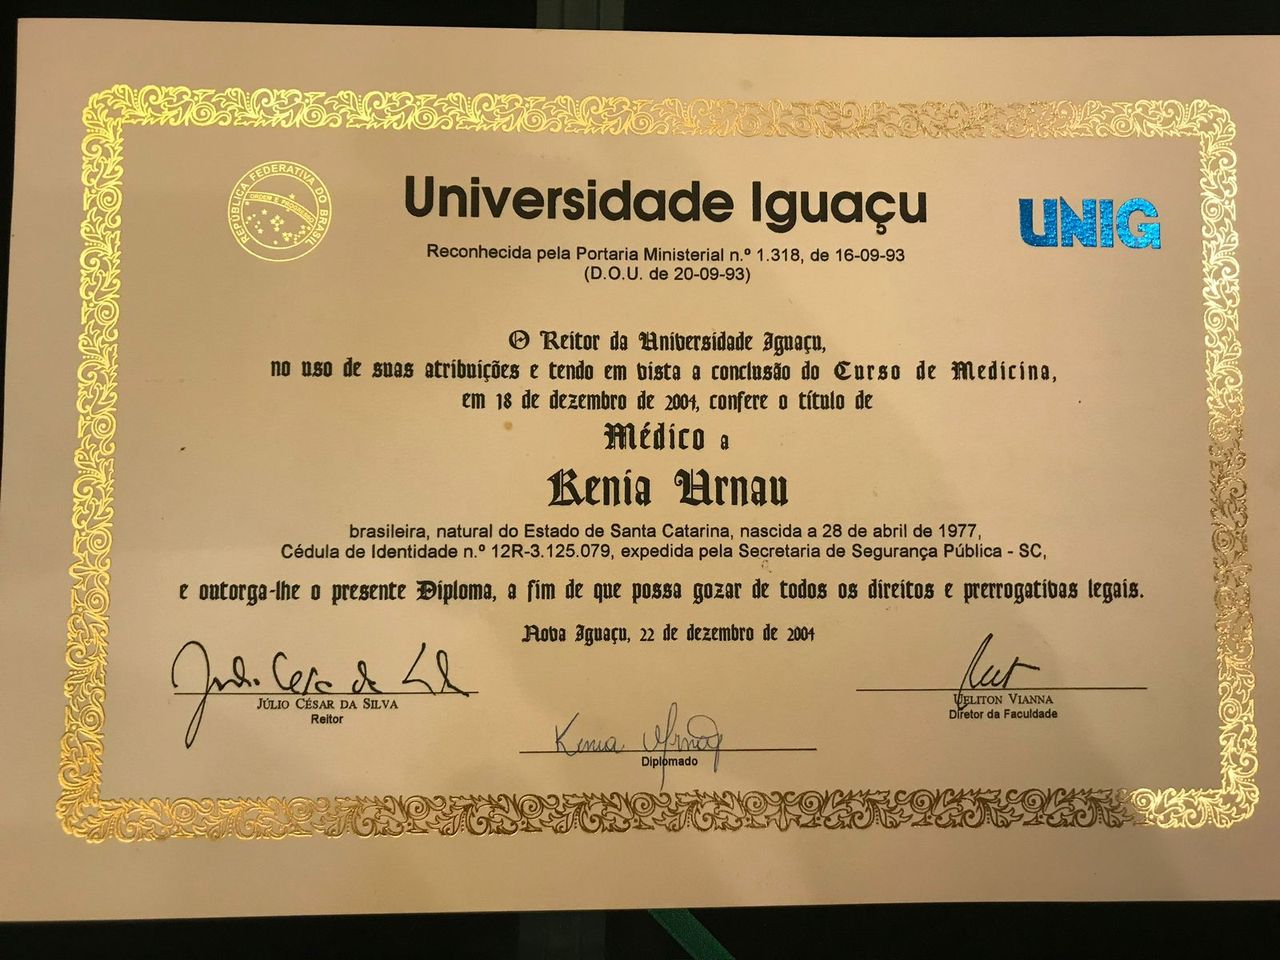 REPÚBLICA FEDERATIVA DO BRASIL
ORDEM E PROGRESSO
Universidade Iguaçu
UNIG
Reconhecida pela Portaria Ministerial n.º 1.318, de 16-09-93
(D.O.U. de 20-09-93)
O Reitor da Universidade Iguaçu,
no uso de suas atribuições e tendo em vista a conclusão do Curso de Medicina,
em 18 de dezembro de 2004, confere o título de
Médico a
Kenia Urnau
brasileira, natural do Estado de Santa Catarina, nascida a 28 de abril de 1977,
Cédula de Identidade n.º 12R-3.125.079, expedida pela Secretaria de Segurança Pública - SC,
e outorga-lhe o presente Diploma, a fim de que possa gozar de todos os direitos e prerrogativas legais.
Nova Iguaçu, 22 de dezembro de 2004
JÚLIO CÉSAR DA SILVA
Reitor
UELITON VIANNA
Diretor da Faculdade
Kenia Urnau
Diplomado